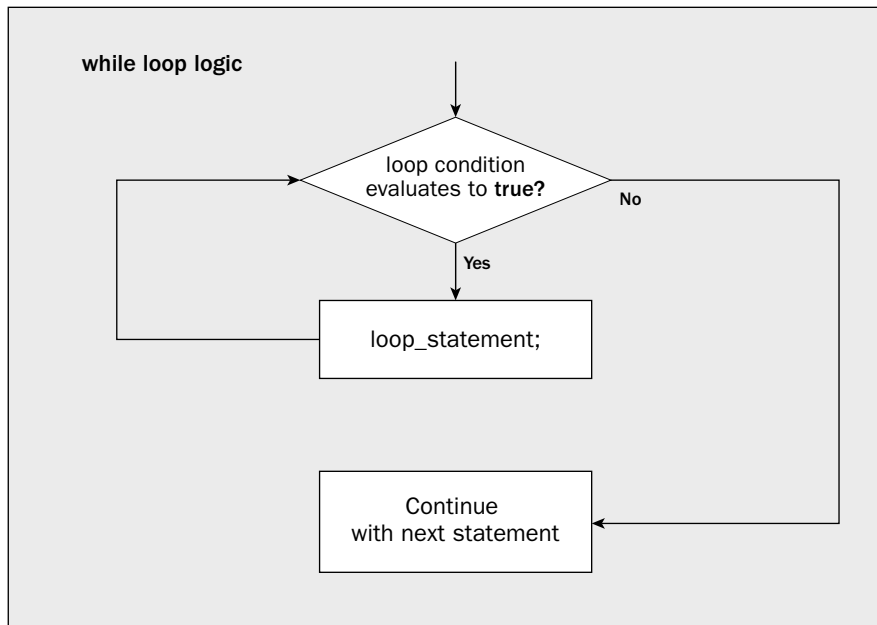 while loop logic
loop condition
evaluates to true?
No
Yes
loop_statement;
Continue
with next statement